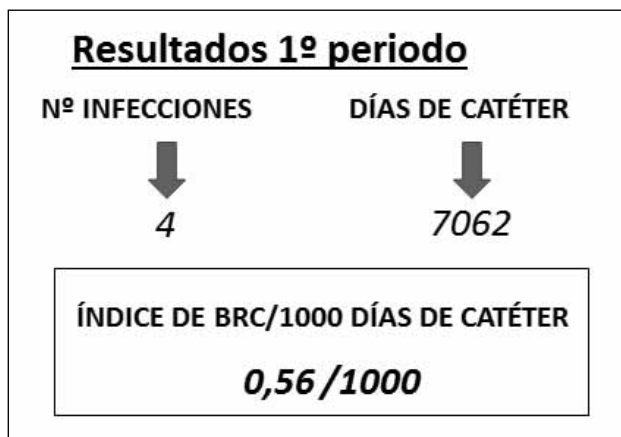 Resultados 1º periodo
Nº INFECCIONES DÍAS DE CATÉTER
4 7062
ÍNDICE DE BRC/1000 DÍAS DE CATÉTER
0,56 /1000